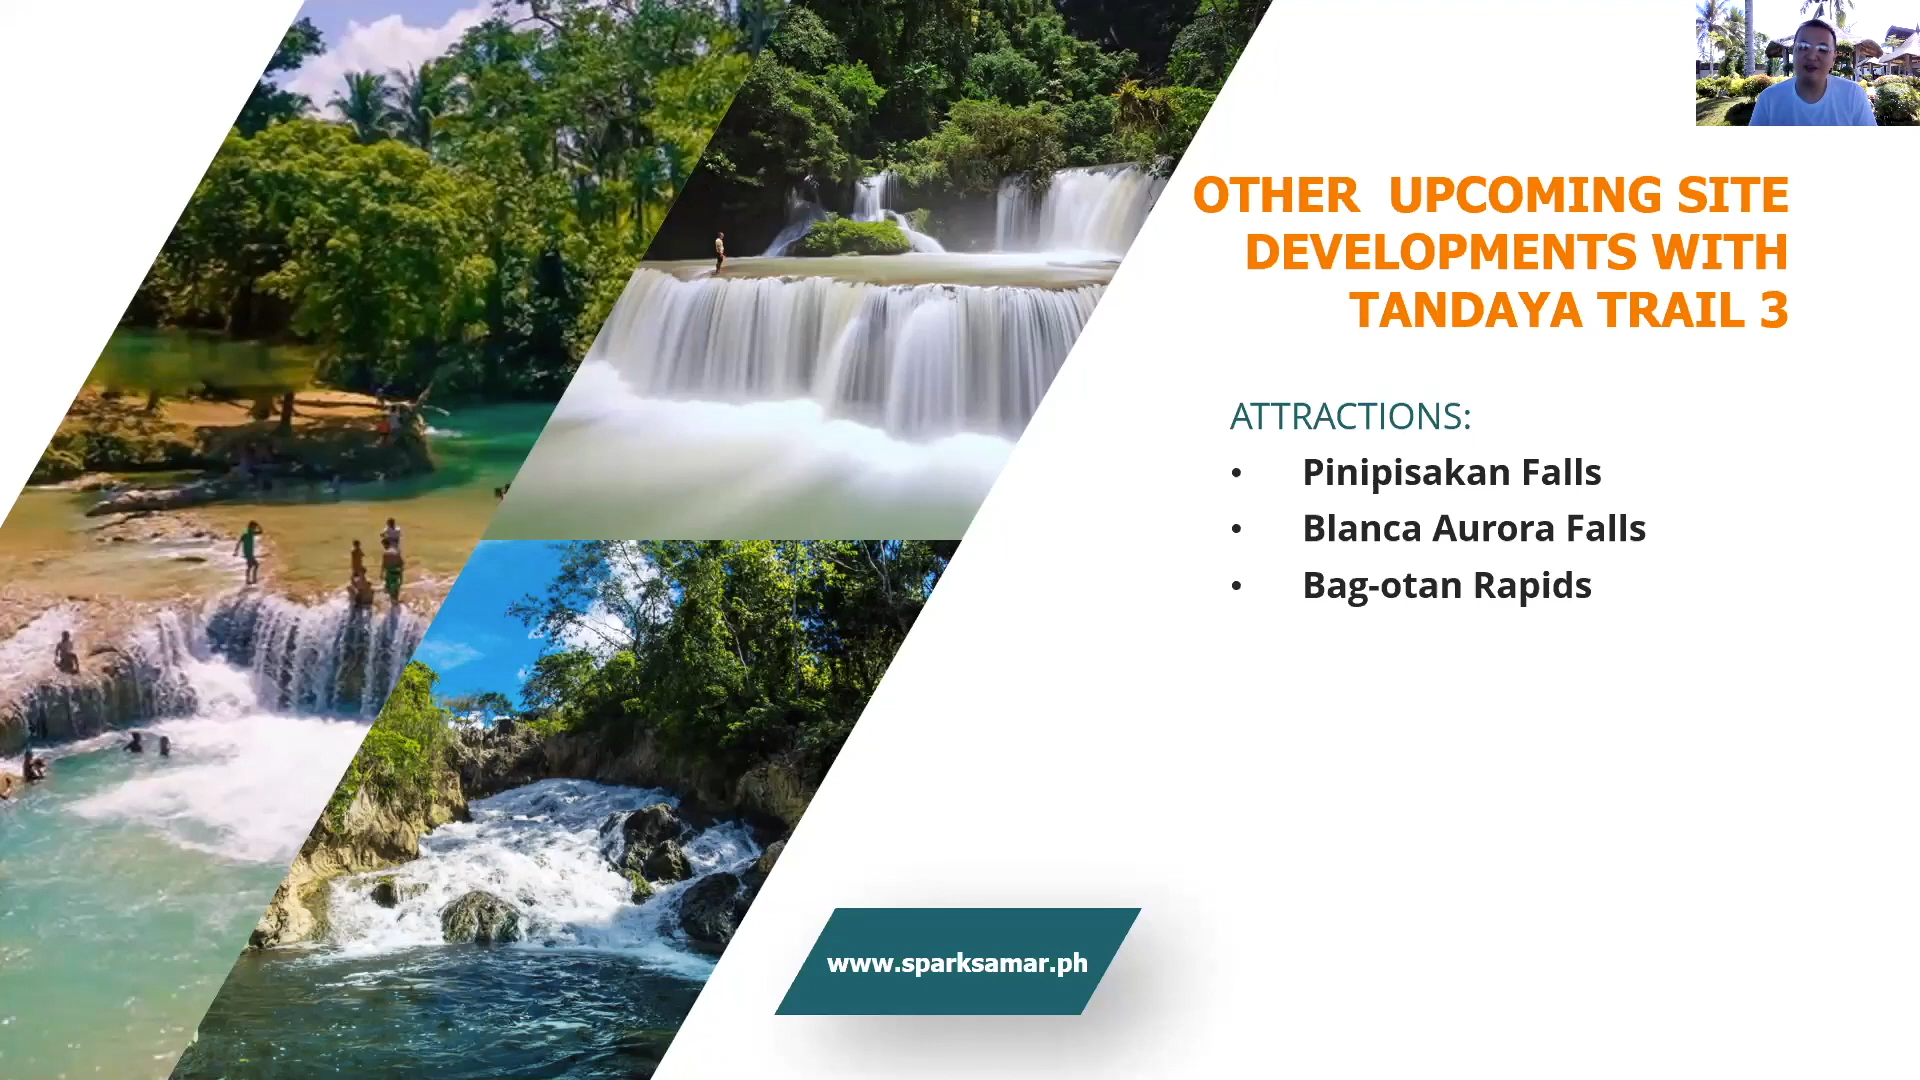 OTHER  UPCOMING SITE
DEVELOPMENTS WITH
TANDAYA TRAIL 3
ATTRACTIONS:
• Pinipisakan Falls
• Blanca Aurora Falls
• Bag-otan Rapids
www.sparksamar.ph